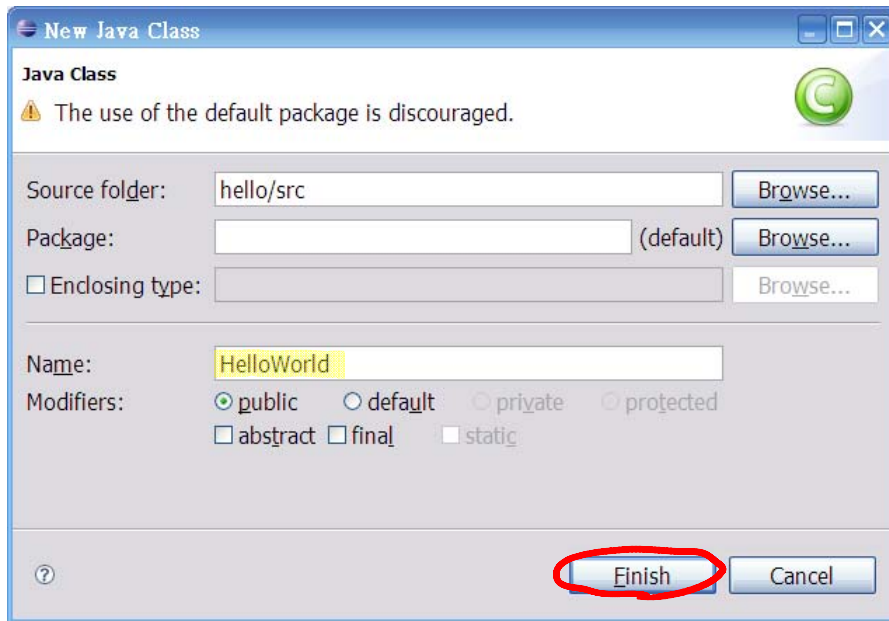 New Java Class
Java Class
The use of the default package is discouraged.
Source folder: hello/src Browse...
Package: (default) Browse...
Enclosing type: Browse...
Name: HelloWorld
Modifiers: public default private protected
abstract final static
? Finish Cancel